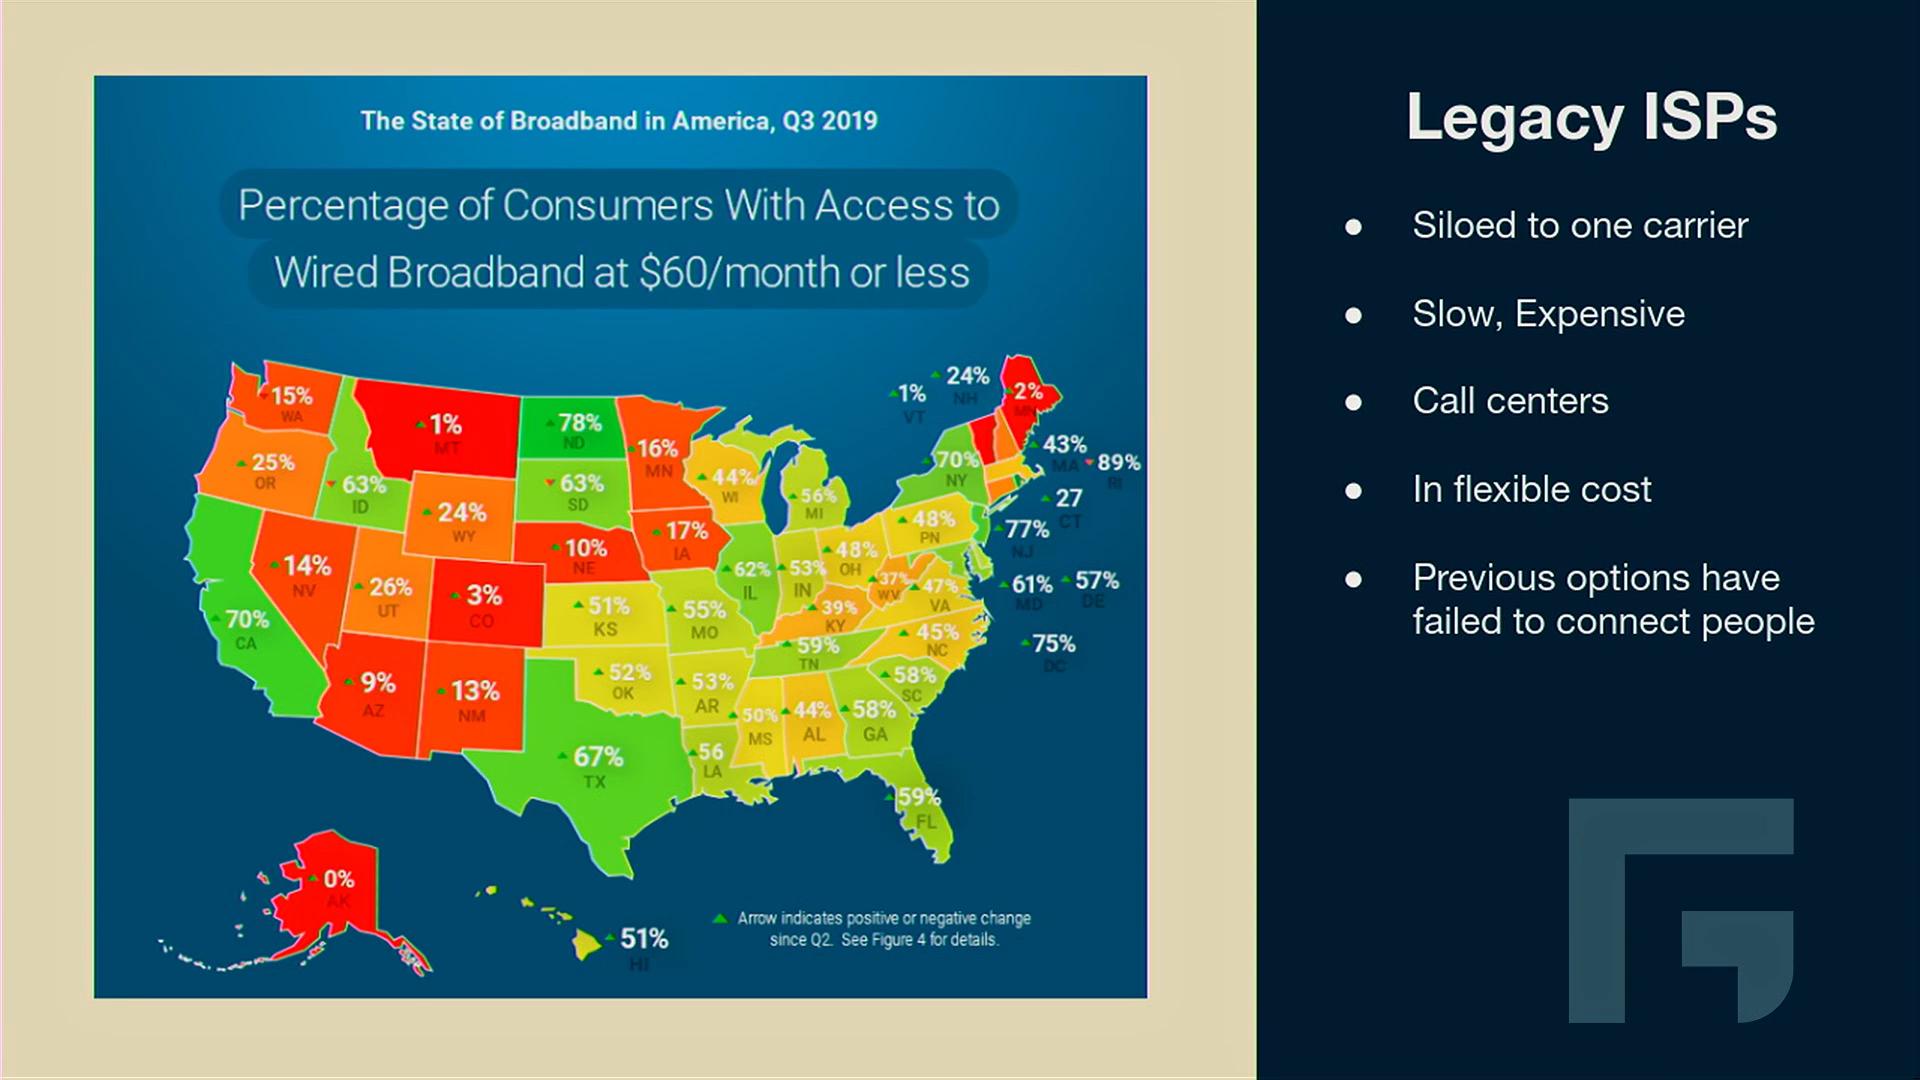 The State of Broadband in America, Q3 2019
Percentage of Consumers With Access to
Wired Broadband at $60/month or less
15%
WA
25%
OR
70%
CA
14%
NV
63%
ID
1%
MT
24%
WY
26%
UT
3%
CO
9%
AZ
13%
NM
78%
ND
63%
SD
10%
NE
51%
KS
52%
OK
67%
TX
16%
MN
17%
IA
55%
MO
53%
AR
56
LA
44%
WI
62%
IL
56%
MI
53%
IN
48%
OH
39%
KY
59%
TN
50%
MS
44%
AL
58%
GA
59%
FL
58%
SC
45%
NC
47%
VA
37%
WV
48%
PN
70%
NY
1%
VT
24%
NH
2%
MN
43%
MA
89%
RI
27
CT
77%
NJ
61%
MD
57%
DE
75%
DC
0%
AK
51%
HI
Arrow indicates positive or negative change
since Q2. See Figure 4 for details.
Legacy ISPs
● Siloed to one carrier
● Slow, Expensive
● Call centers
● In flexible cost
● Previous options have
failed to connect people